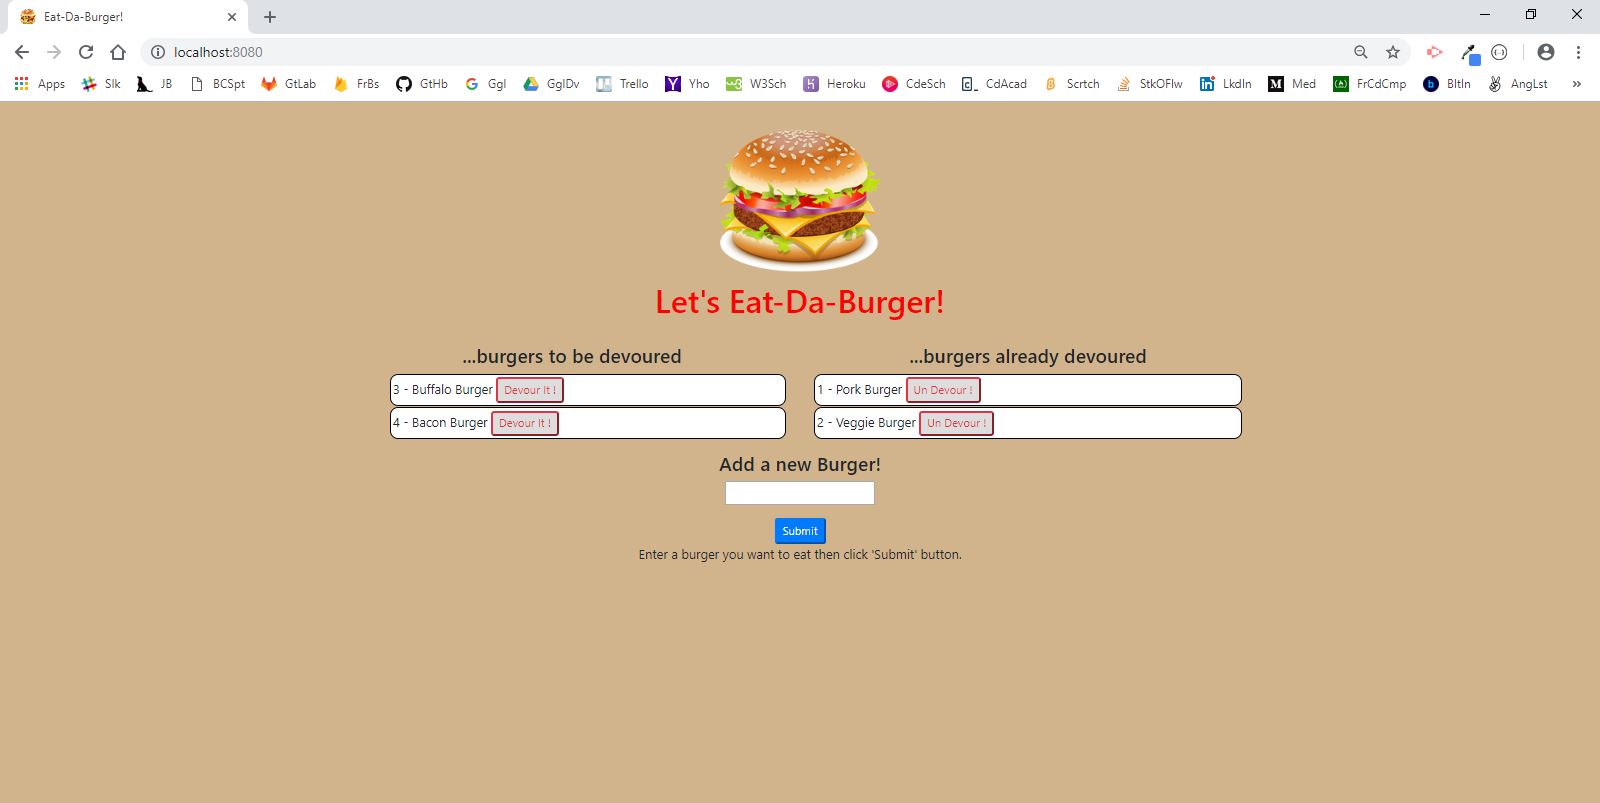 Eat-Da-Burger!
localhost:8080
Apps Slk JB BCSpt GtLab FrBs GtHb Ggl GglDv Trello Yho W3Sch Heroku CdeSch CdAcad Scrtch StkOFlw LkdIn Med FrCdCmp BltIn AngLst »
Let's Eat-Da-Burger!
...burgers to be devoured
3 - Buffalo Burger Devour It !
4 - Bacon Burger Devour It !
...burgers already devoured
1 - Pork Burger Un Devour !
2 - Veggie Burger Un Devour !
Add a new Burger!
Submit
Enter a burger you want to eat then click 'Submit' button.